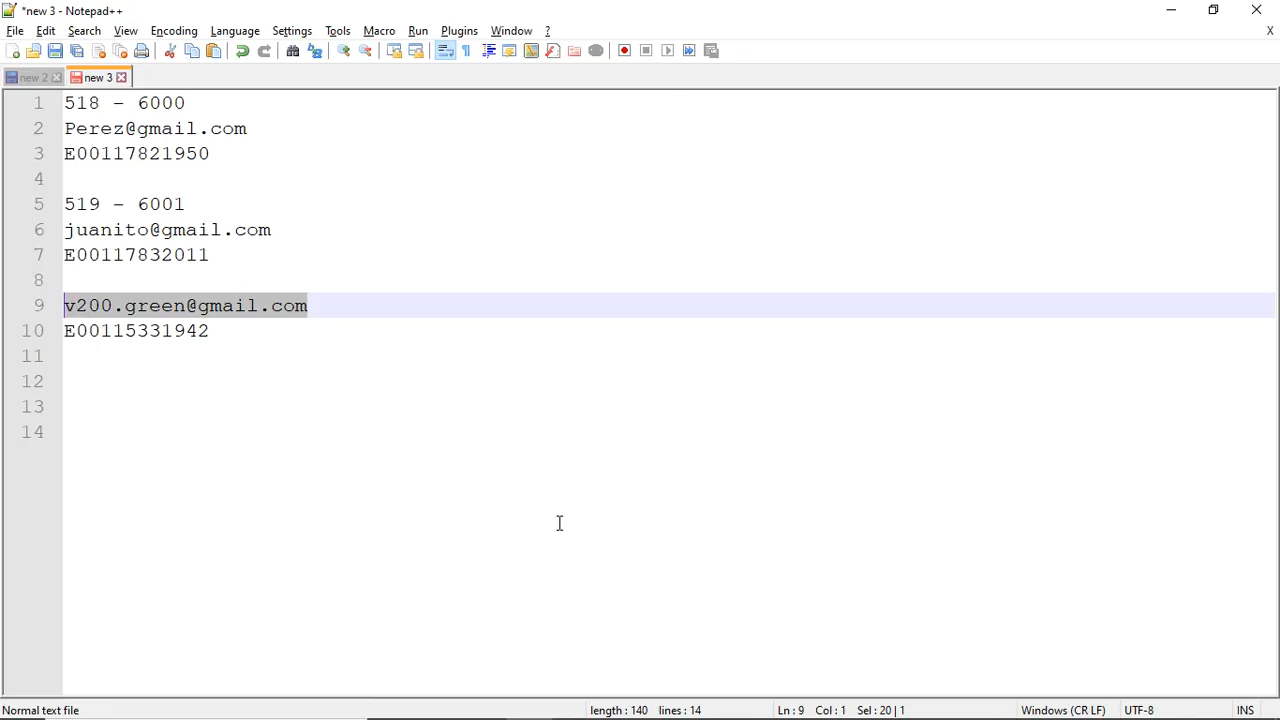 *new 3 - Notepad++
File Edit Search View Encoding Language Settings Tools Macro Run Plugins Window ? X
new 2 new 3
1 518 - 6000
2 Perez@gmail.com
3 E00117821950
4
5 519 - 6001
6 juanito@gmail.com
7 E00117832011
8
9 v200.green@gmail.com
10 E00115331942
11
12
13
14
Normal text file length : 140 lines : 14 Ln : 9 Col : 1 Sel : 20 | 1 Windows (CR LF) UTF-8 INS